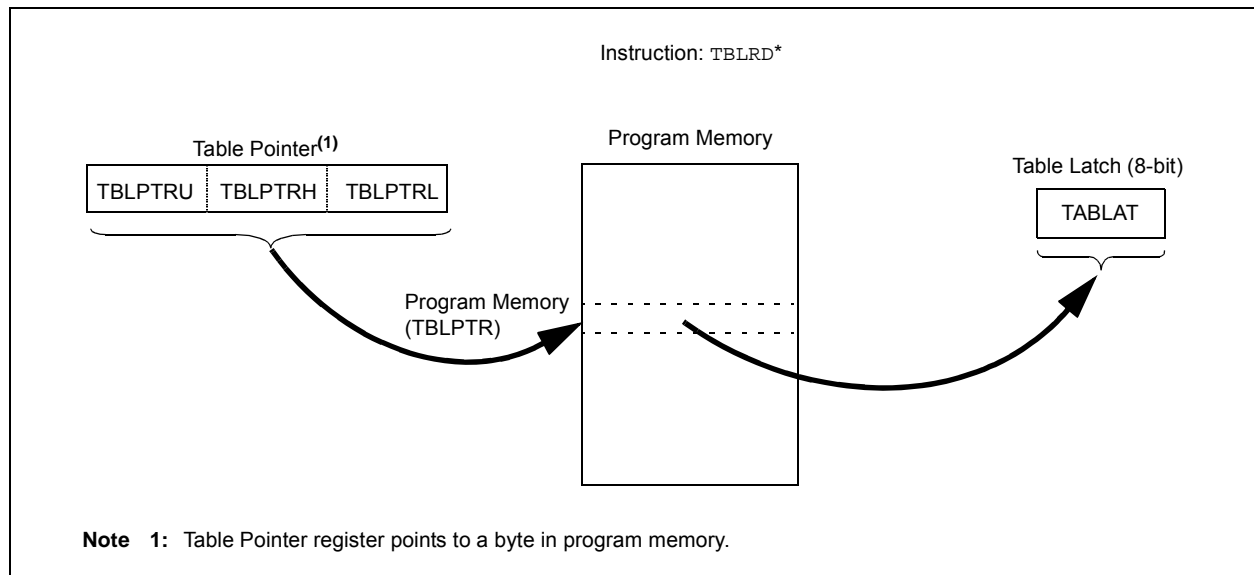 Instruction: TBLRD*
Table Pointer(1)
Program Memory
Table Latch (8-bit)
TBLPTRU TBLPTRH TBLPTRL
TABLAT
Program Memory
(TBLPTR)
Note 1: Table Pointer register points to a byte in program memory.